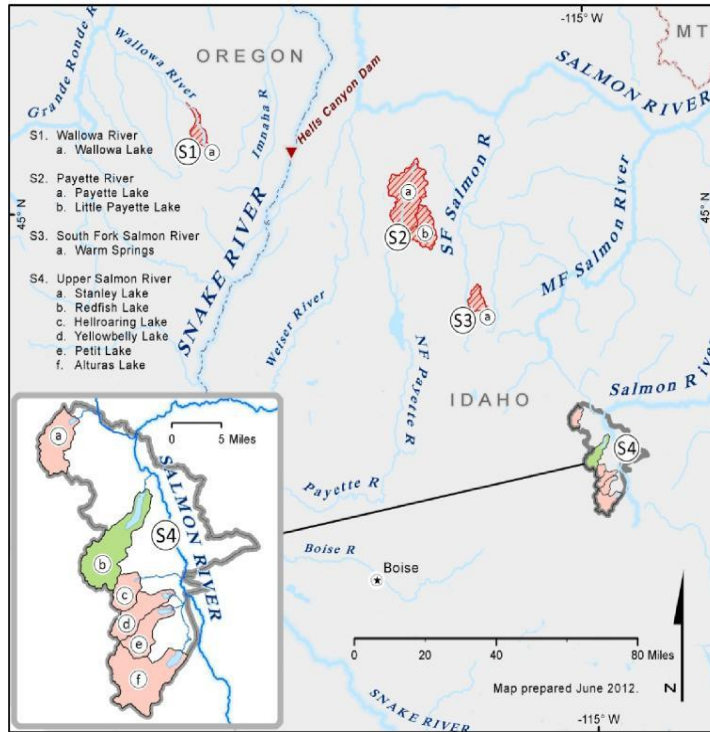 -115° W
MT
OREGON
Grande Ronde R
Wallowa River
Imnaha R
Hells Canyon Dam
SALMON RIVER
S1
a
S1. Wallowa River
a. Wallowa Lake
S2. Payette River
a. Payette Lake
b. Little Payette Lake
S3. South Fork Salmon River
a. Warm Springs
S4. Upper Salmon River
a. Stanley Lake
b. Redfish Lake
c. Hellroaring Lake
d. Yellowbelly Lake
e. Petit Lake
f. Alturas Lake
45° N
45° N
a
S2
b
SF Salmon R
MF Salmon River
SNAKE RIVER
Weiser River
S3
a
NF Payette R
IDAHO
Salmon River
S4
Payette R
Boise R
Boise
a
0 5 Miles
SALMON RIVER
S4
b
c
d
e
f
0 20 40 60 80 Miles
Map prepared June 2012.
N
SNAKE RIVER
-115° W